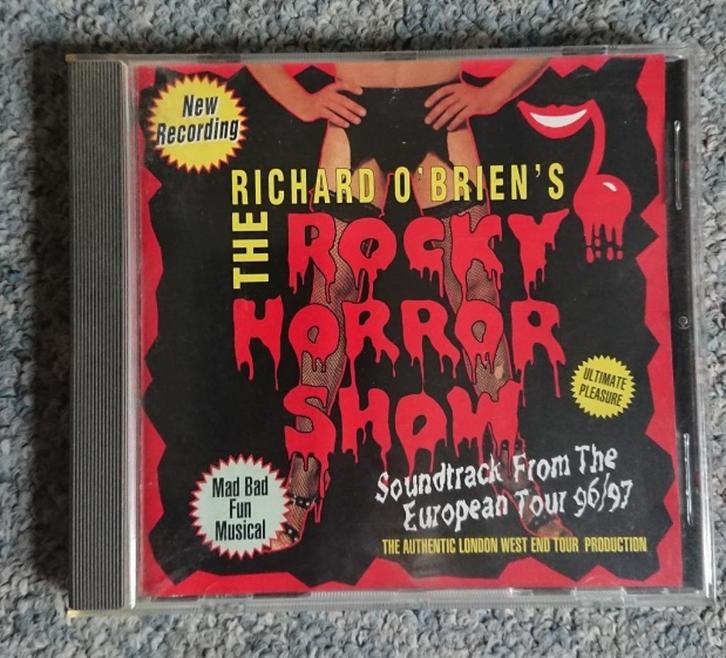 New
Recording
RICHARD O'BRIEN'S
THE
ROCKY
HORROR
SHOW
ULTIMATE
PLEASURE
Mad Bad
Fun
Musical
Soundtrack From The
European Tour 96/97
THE AUTHENTIC LONDON WEST END TOUR PRODUCTION